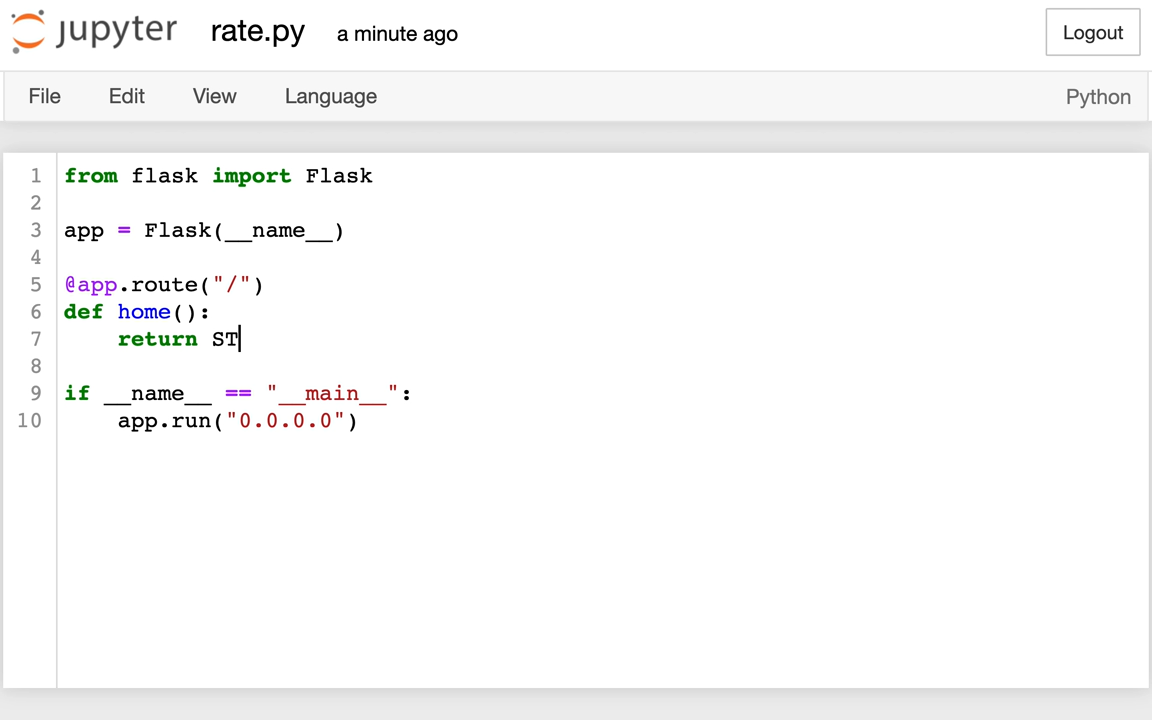 jupyter rate.py a minute ago Logout
File Edit View Language Python
1 from flask import Flask
2
3 app = Flask(__name__)
4
5 @app.route("/")
6 def home():
7     return ST
8
9 if __name__ == "__main__":
10     app.run("0.0.0.0")